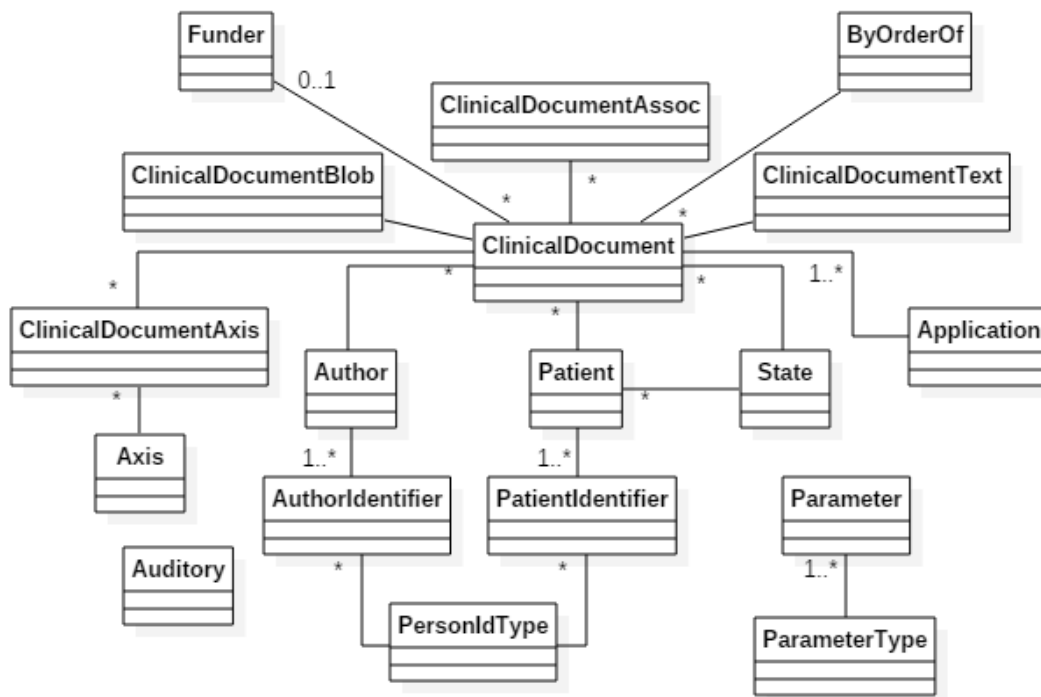 Funder
ByOrderOf
0..1
ClinicalDocumentAssoc
ClinicalDocumentBlob
ClinicalDocumentText
*
*
*
ClinicalDocument
*
*
*
1..*
*
ClinicalDocumentAxis
Application
Author
Patient
State
*
*
Axis
1..*
1..*
AuthorIdentifier
PatientIdentifier
Parameter
Auditory
*
*
1..*
PersonIdType
ParameterType